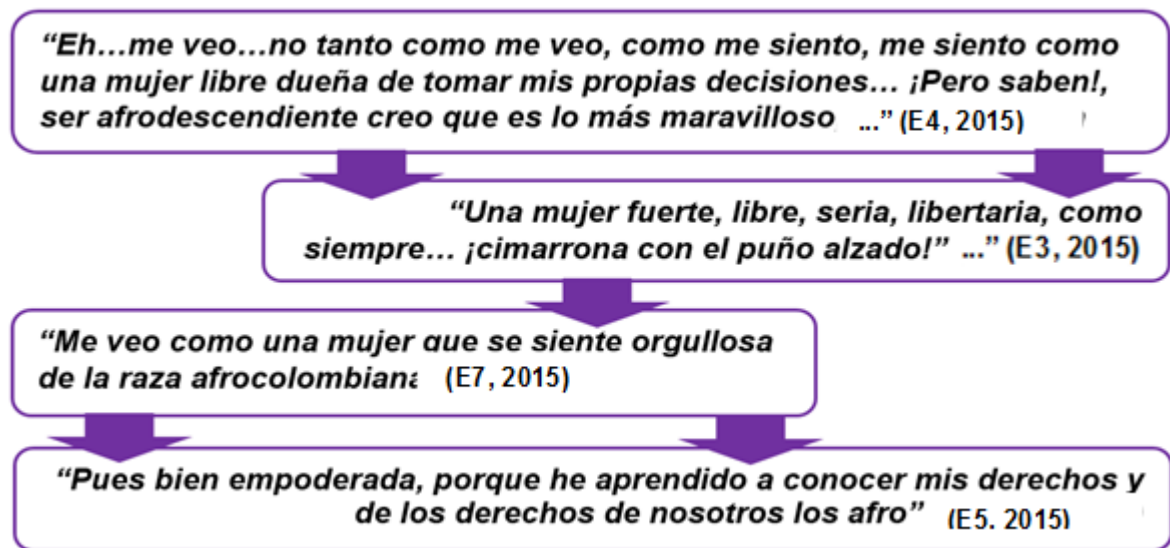 “Eh…me veo…no tanto como me veo, como me siento, me siento como
una mujer libre dueña de tomar mis propias decisiones… ¡Pero saben!,
ser afrodescendiente creo que es lo más maravilloso ...” (E4, 2015)
“Una mujer fuerte, libre, seria, libertaria, como
siempre… ¡cimarrona con el puño alzado!” ...” (E3, 2015)
“Me veo como una mujer que se siente orgullosa
de la raza afrocolombiana (E7, 2015)
“Pues bien empoderada, porque he aprendido a conocer mis derechos y
de los derechos de nosotros los afro” (E5, 2015)